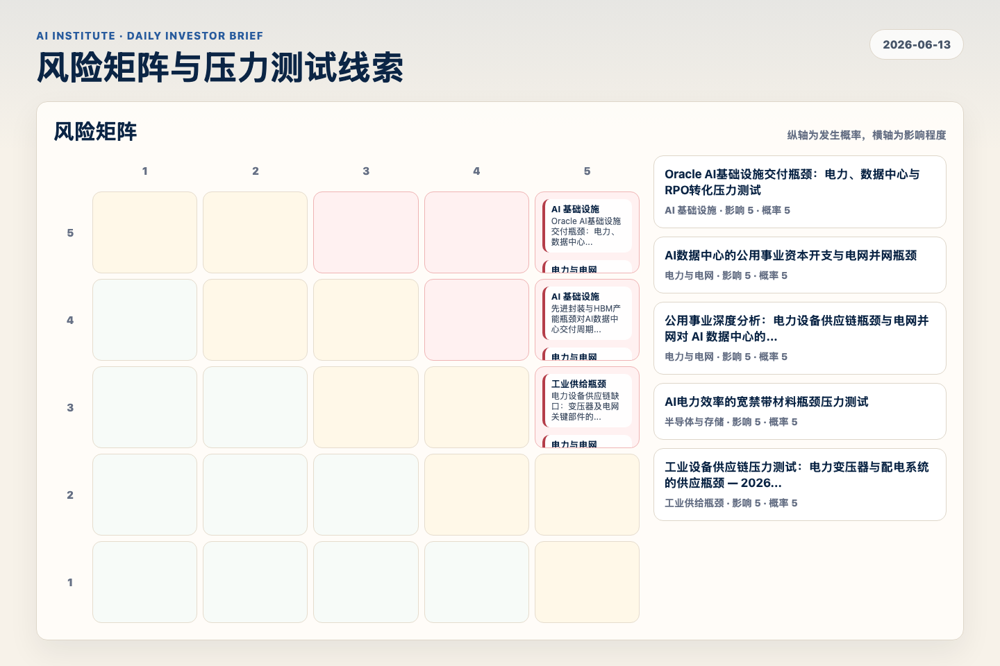 AI INSTITUTE · DAILY INVESTOR BRIEF
风险矩阵与压力测试线索
2026-06-13
风险矩阵
纵轴为发生概率，横轴为影响程度
1 2 3 4 5
5
AI 基础设施
Oracle AI基础设施
交付瓶颈：电力、
数据中心...
电力与电网
4
AI 基础设施
先进封装与HBM产
能瓶颈对AI数据中
心交付周期...
电力与电网
3
工业供给瓶颈
电力设备供应链缺
口：变压器及电网
关键部件的...
电力与电网
2
1
Oracle AI基础设施交付瓶颈：电力、数据中心与
RPO转化压力测试
AI 基础设施 · 影响 5 · 概率 5
AI数据中心的公用事业资本开支与电网并网瓶颈
电力与电网 · 影响 5 · 概率 5
公用事业深度分析：电力设备供应链瓶颈与电网并
网对 AI 数据中心的...
电力与电网 · 影响 5 · 概率 5
AI电力效率的宽禁带材料瓶颈压力测试
半导体与存储 · 影响 5 · 概率 5
工业设备供应链压力测试：电力变压器与配电系统
的供应瓶颈 — 2026...
工业供给瓶颈 · 影响 5 · 概率 5